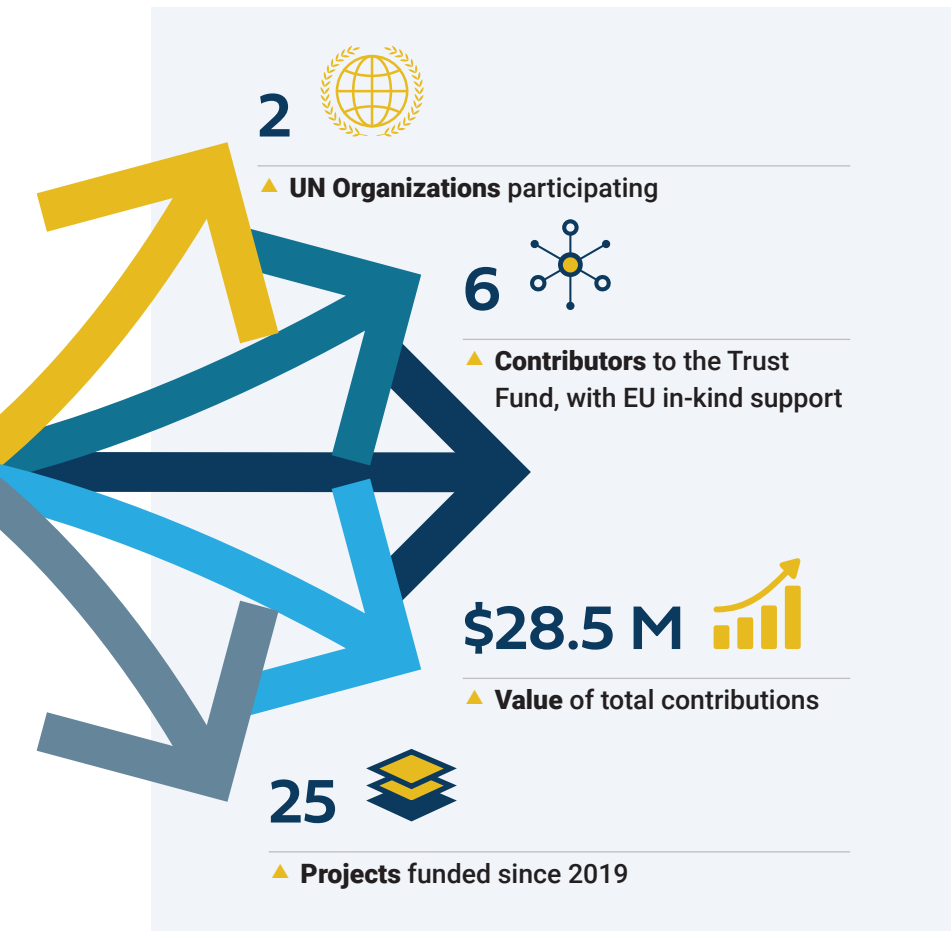 2
UN Organizations participating
6
Contributors to the Trust
Fund, with EU in-kind support
$28.5 M
Value of total contributions
25
Projects funded since 2019